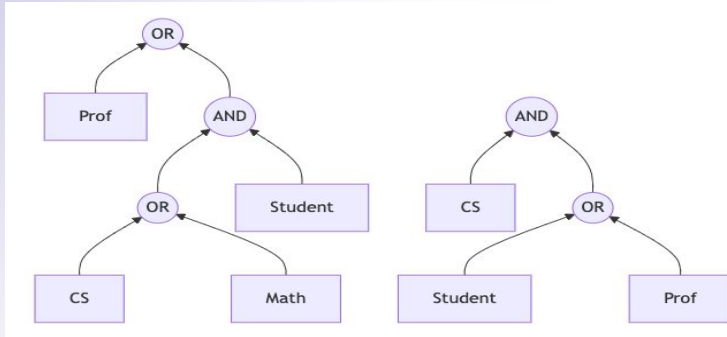 OR
Prof
AND
OR
Student
CS
Math
AND
CS
OR
Student
Prof